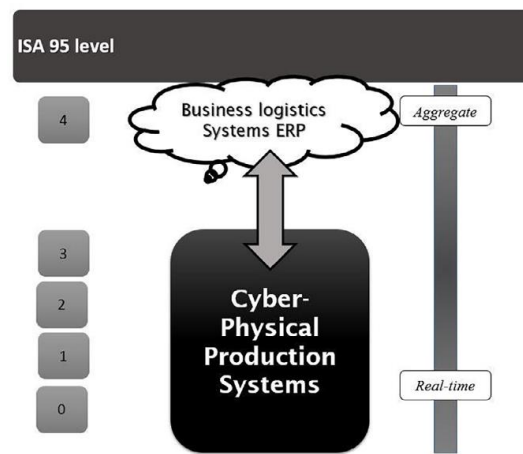 ISA 95 level
4
Business logistics
Systems ERP
Aggregate
3
2
1
0
Cyber-
Physical
Production
Systems
Real-time